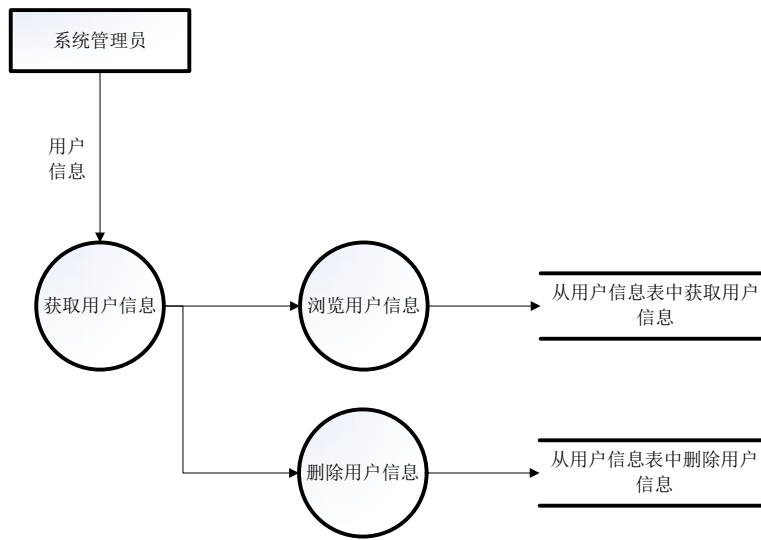 系统管理员
用户
信息
获取用户信息
浏览用户信息
从用户信息表中获取用户
信息
删除用户信息
从用户信息表中删除用户
信息